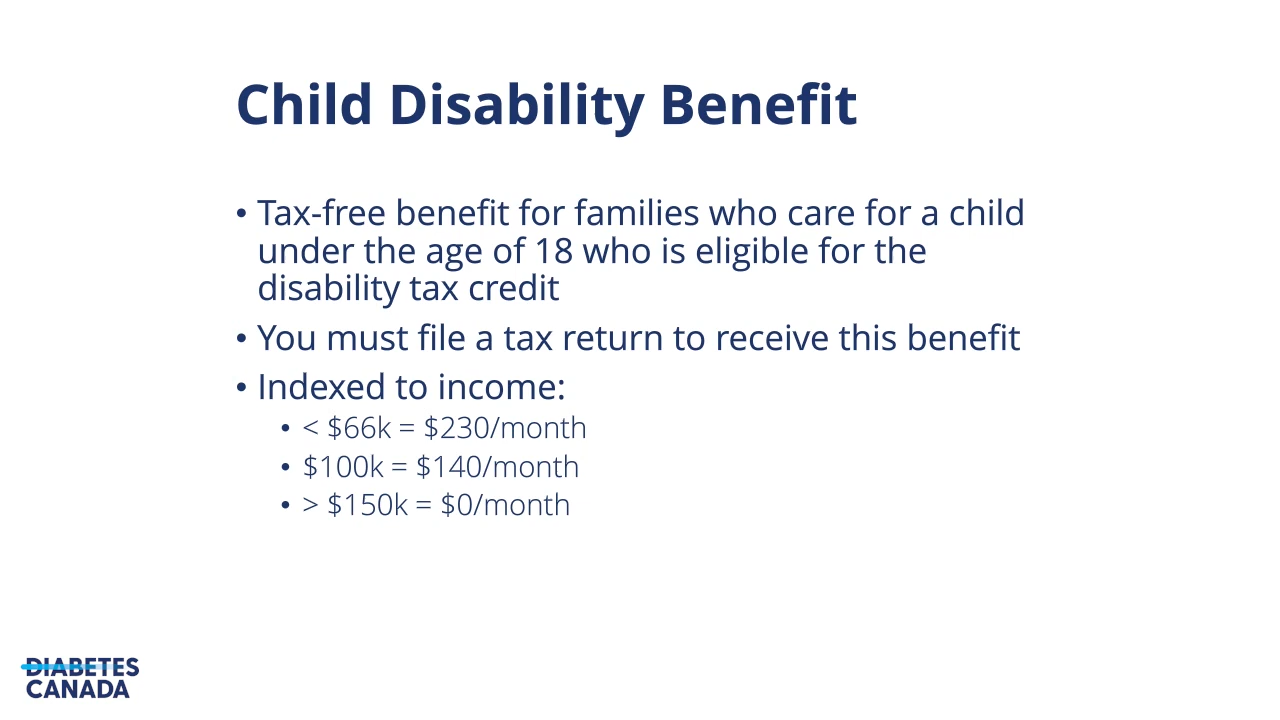 Child Disability Benefit
• Tax-free benefit for families who care for a child
under the age of 18 who is eligible for the
disability tax credit
• You must file a tax return to receive this benefit
• Indexed to income:
• < $66k = $230/month
• $100k = $140/month
• > $150k = $0/month
DIABETES
CANADA